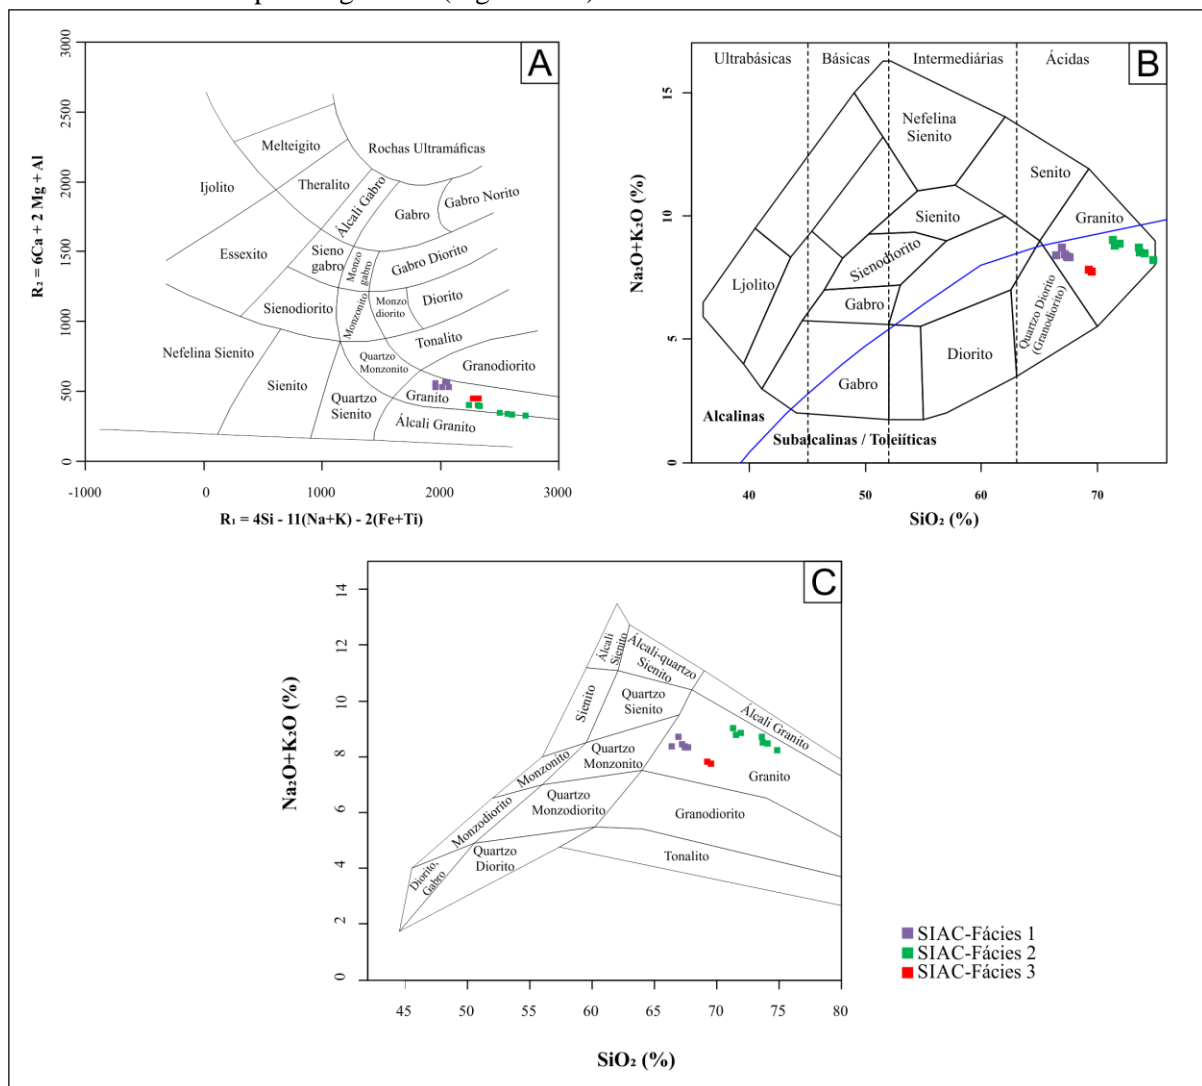 A
3000
2500
2000
1500
1000
500
0
R₂ = 6Ca + 2 Mg + Al
Melteigito
Rochas Ultramáficas
Ijolito
Theralito
Álcali Gabro
Gabro
Gabro Norito
Essexito
Sieno
gabro
Monzo
gabro
Gabro Diorito
Sienodiorito
Monzonito
Monzo
diorito
Diorito
Nefelina Sienito
Tonalito
Quartzo
Monzonito
Granodiorito
Sienito
Quartzo
Sienito
Granito
Álcali Granito
-1000
0
1000
2000
3000
R₁ = 4Si - 11(Na+K) - 2(Fe+Ti)
B
Ultrabásicas
Básicas
Intermediárias
Ácidas
15
10
5
0
Na₂O+K₂O (%)
Nefelina
Sienito
Senito
Granito
Sienito
Sienodiorito
Ljolito
Gabro
Quartzo Diorito
(Granodiorito)
Diorito
Gabro
Alcalinas
Subalcalinas / Toleiíticas
40
50
60
70
SiO₂ (%)
C
14
12
10
8
6
4
2
0
Na₂O+K₂O (%)
Álcali
Sienito
Álcali-quartzo
Sienito
Sienito
Quartzo
Sienito
Álcali Granito
Monzonito
Quartzo
Monzonito
Granito
Monzodiorito
Quartzo
Monzodiorito
Granodiorito
Diorito,
Gabro
Quartzo
Diorito
Tonalito
45
50
55
60
65
70
75
80
SiO₂ (%)
SIAC-Fácies 1
SIAC-Fácies 2
SIAC-Fácies 3